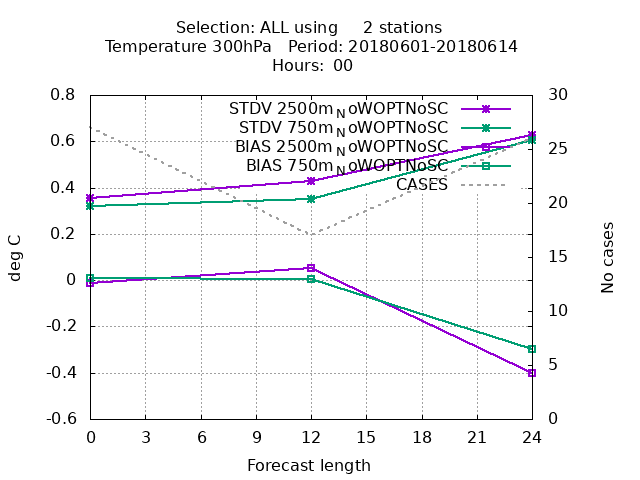 Selection: ALL using     2 stations
Temperature 300hPa   Period: 20180601-20180614
Hours:  00
0.8
0.6
0.4
0.2
0
-0.2
-0.4
-0.6
deg C
STDV 2500m_NoWOPTNoSC
STDV 750m_NoWOPTNoSC
BIAS 2500m_NoWOPTNoSC
BIAS 750m_NoWOPTNoSC
CASES
30
25
20
15
10
5
0
No cases
0 3 6 9 12 15 18 21 24
Forecast length